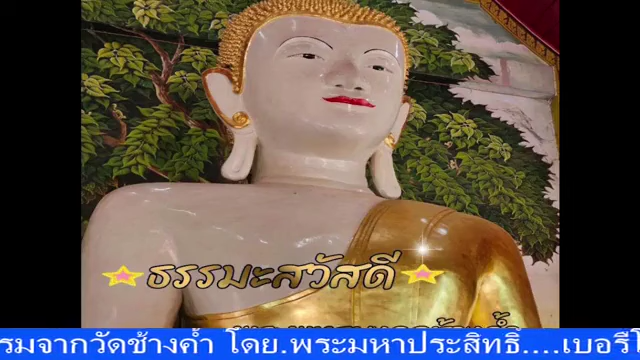 ธรรมะสวัสดี
รมจากวัดช้างค้ำ โดย.พระมหาประสิทธิ์....เบอร์โ